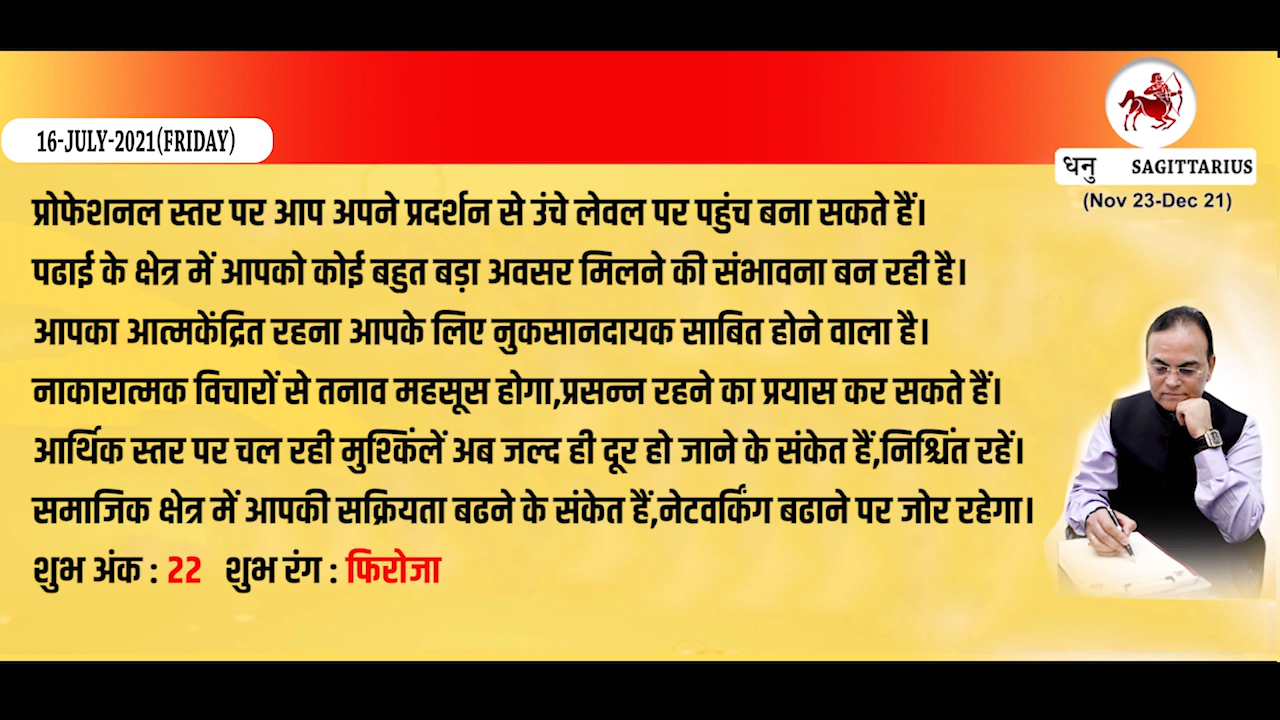 16-JULY-2021(FRIDAY)
धनु SAGITTARIUS
(Nov 23-Dec 21)
प्रोफेशनल स्तर पर आप अपने प्रदर्शन से उंचे लेवल पर पहुंच बना सकते हैं।
पढाई के क्षेत्र में आपको कोई बहुत बड़ा अवसर मिलने की संभावना बन रही है।
आपका आत्मकेंद्रित रहना आपके लिए नुकसानदायक साबित होने वाला है।
नाकारात्मक विचारों से तनाव महसूस होगा,प्रसन्न रहने का प्रयास कर सकते हैं।
आर्थिक स्तर पर चल रही मुश्किंलें अब जल्द ही दूर हो जाने के संकेत हैं,निश्चिंत रहें।
समाजिक क्षेत्र में आपकी सक्रियता बढने के संकेत हैं,नेटवर्किंग बढाने पर जोर रहेगा।
शुभ अंक : 22 शुभ रंग : फिरोजा